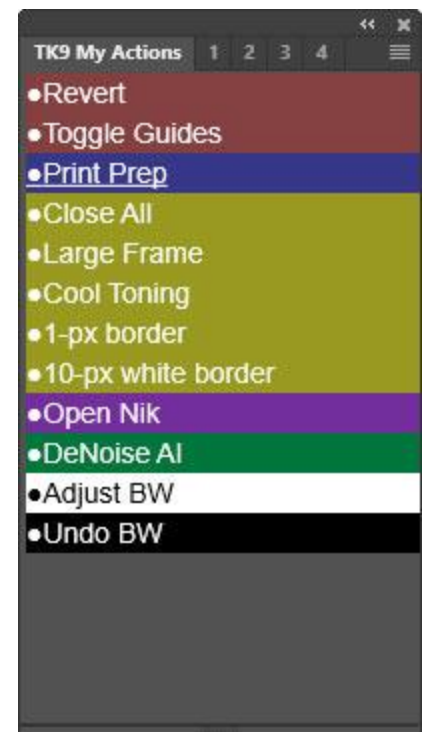 TK9 My Actions 1 2 3 4
●Revert
●Toggle Guides
●Print Prep
●Close All
●Large Frame
●Cool Toning
●1-px border
●10-px white border
●Open Nik
●DeNoise AI
●Adjust BW
●Undo BW